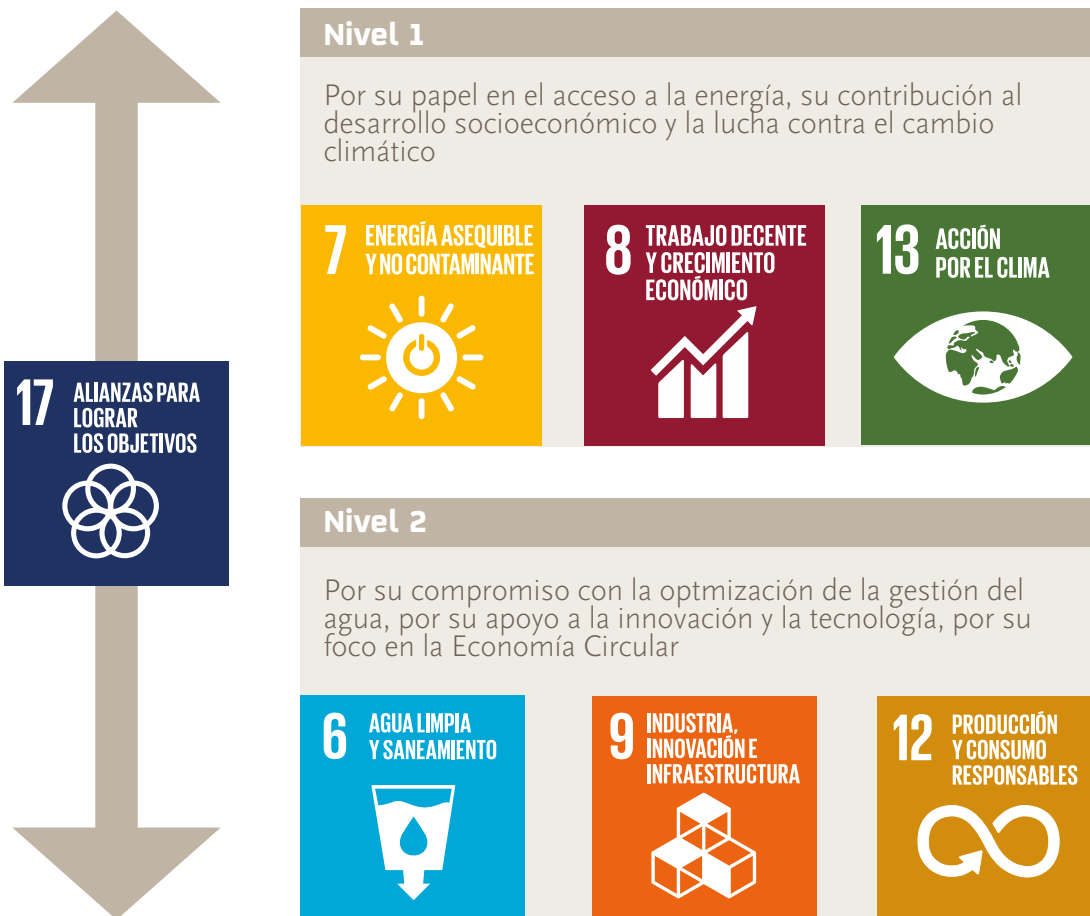 Nivel 1
Por su papel en el acceso a la energía, su contribución al
desarrollo socioeconómico y la lucha contra el cambio
climático
7 ENERGÍA ASEQUIBLE
Y NO CONTAMINANTE
8 TRABAJO DECENTE
Y CRECIMIENTO
ECONÓMICO
13 ACCIÓN
POR EL CLIMA
17 ALIANZAS PARA
LOGRAR
LOS OBJETIVOS
Nivel 2
Por su compromiso con la optmización de la gestión del
agua, por su apoyo a la innovación y la tecnología, por su
foco en la Economía Circular
6 AGUA LIMPIA
Y SANEAMIENTO
9 INDUSTRIA,
INNOVACIÓN E
INFRAESTRUCTURA
12 PRODUCCIÓN
Y CONSUMO
RESPONSABLES